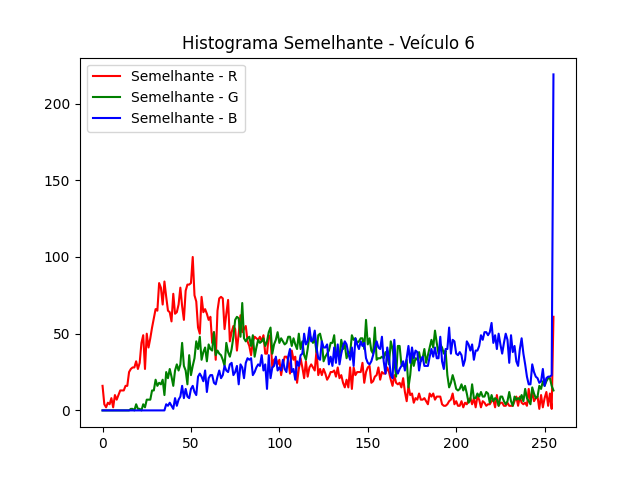 Histograma Semelhante - Veículo 6
Semelhante - R
Semelhante - G
Semelhante - B
200
150
100
50
0
0 50 100 150 200 250